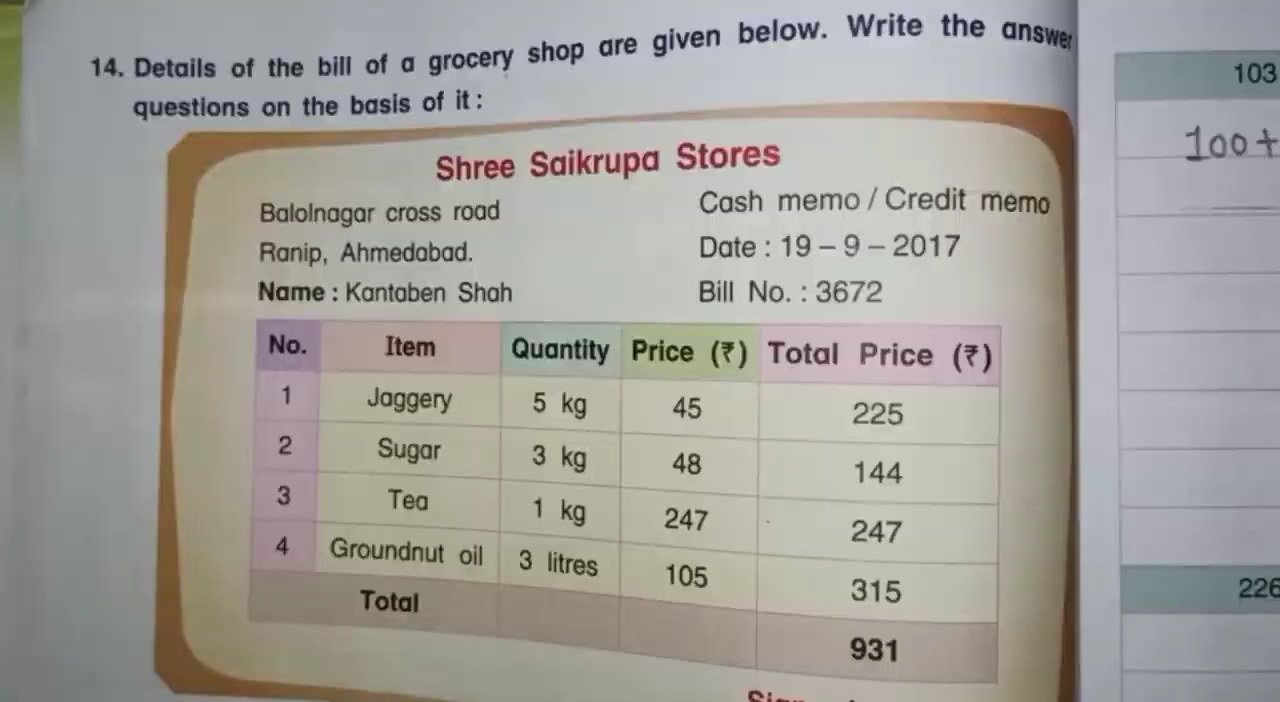 14. Details of the bill of a grocery shop are given below. Write the answer
questions on the basis of it :
Shree Saikrupa Stores
Balolnagar cross road
Ranip, Ahmedabad.
Name : Kantaben Shah
Cash memo / Credit memo
Date : 19 – 9 – 2017
Bill No. : 3672
No. Item Quantity Price (₹) Total Price (₹)
1 Jaggery 5 kg 45 225
2 Sugar 3 kg 48 144
3 Tea 1 kg 247 247
4 Groundnut oil 3 litres 105 315
Total 931
103
100+
226